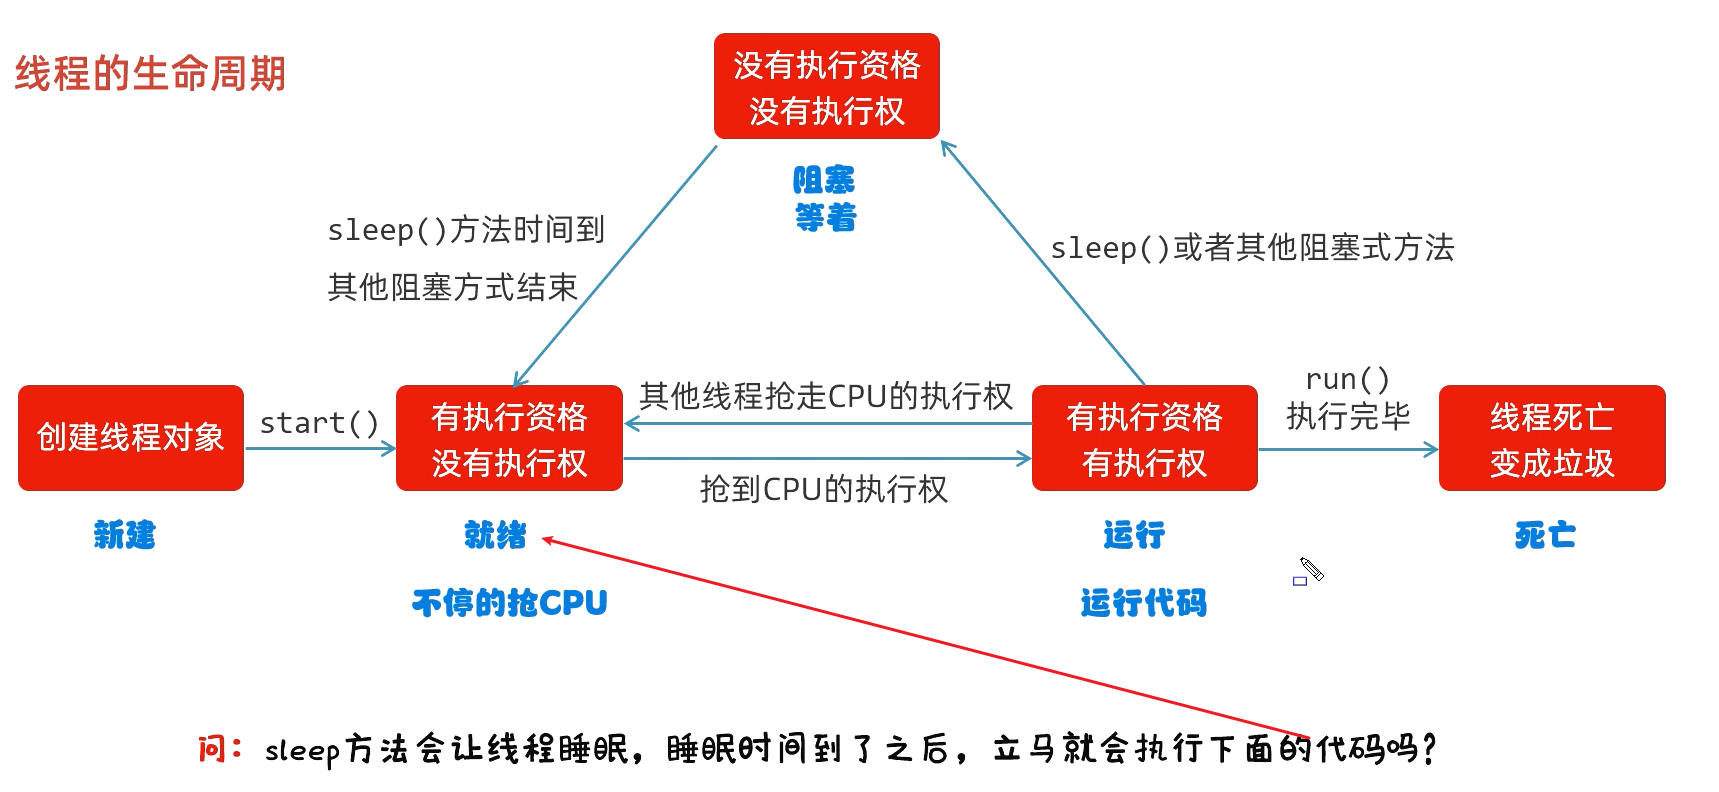 线程的生命周期
没有执行资格
没有执行权
阻塞
等着
sleep()方法时间到
其他阻塞方式结束
sleep()或者其他阻塞式方法
创建线程对象
新建
start()
有执行资格
没有执行权
就绪
不停的抢CPU
其他线程抢走CPU的执行权
抢到CPU的执行权
有执行资格
有执行权
运行
运行代码
run()
执行完毕
线程死亡
变成垃圾
死亡
问：sleep方法会让线程睡眠，睡眠时间到了之后，立马就会执行下面的代码吗？